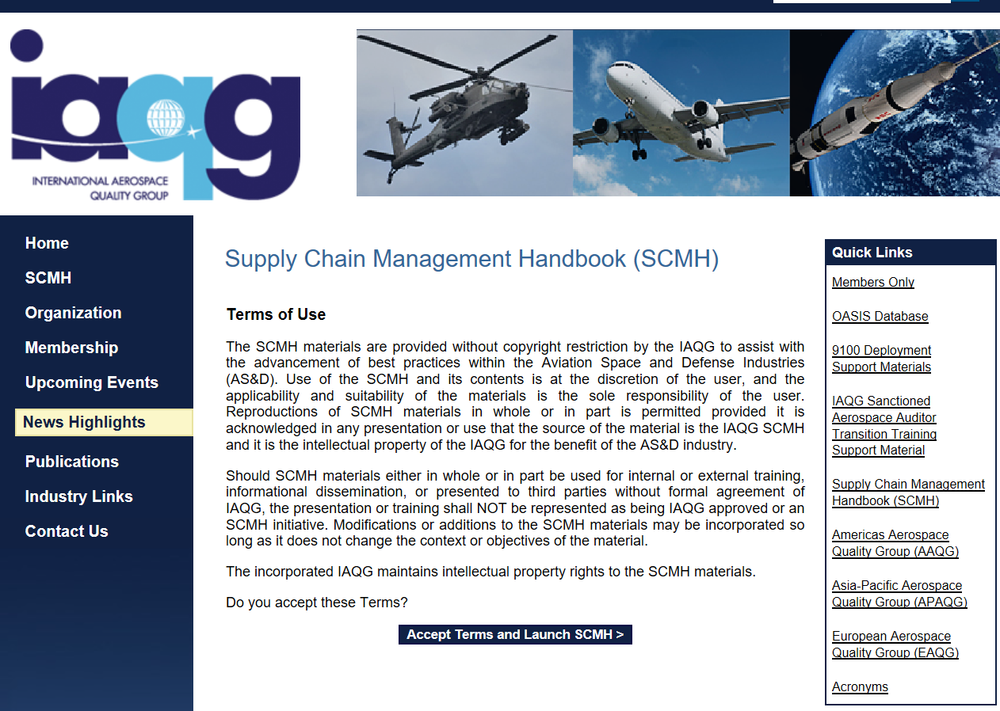 iaqg
INTERNATIONAL AEROSPACE
QUALITY GROUP
Home
SCMH
Organization
Membership
Upcoming Events
News Highlights
Publications
Industry Links
Contact Us
Supply Chain Management Handbook (SCMH)
Terms of Use
The SCMH materials are provided without copyright restriction by the IAQG to assist with
the advancement of best practices within the Aviation Space and Defense Industries
(AS&D). Use of the SCMH and its contents is at the discretion of the user, and the
applicability and suitability of the materials is the sole responsibility of the user.
Reproductions of SCMH materials in whole or in part is permitted provided it is
acknowledged in any presentation or use that the source of the material is the IAQG SCMH
and it is the intellectual property of the IAQG for the benefit of the AS&D industry.
Should SCMH materials either in whole or in part be used for internal or external training,
informational dissemination, or presented to third parties without formal agreement of
IAQG, the presentation or training shall NOT be represented as being IAQG approved or an
SCMH initiative. Modifications or additions to the SCMH materials may be incorporated so
long as it does not change the context or objectives of the material.
The incorporated IAQG maintains intellectual property rights to the SCMH materials.
Do you accept these Terms?
Accept Terms and Launch SCMH >
Quick Links
Members Only
OASIS Database
9100 Deployment
Support Materials
IAQG Sanctioned
Aerospace Auditor
Transition Training
Support Material
Supply Chain Management
Handbook (SCMH)
Americas Aerospace
Quality Group (AAQG)
Asia-Pacific Aerospace
Quality Group (APAQG)
European Aerospace
Quality Group (EAQG)
Acronyms